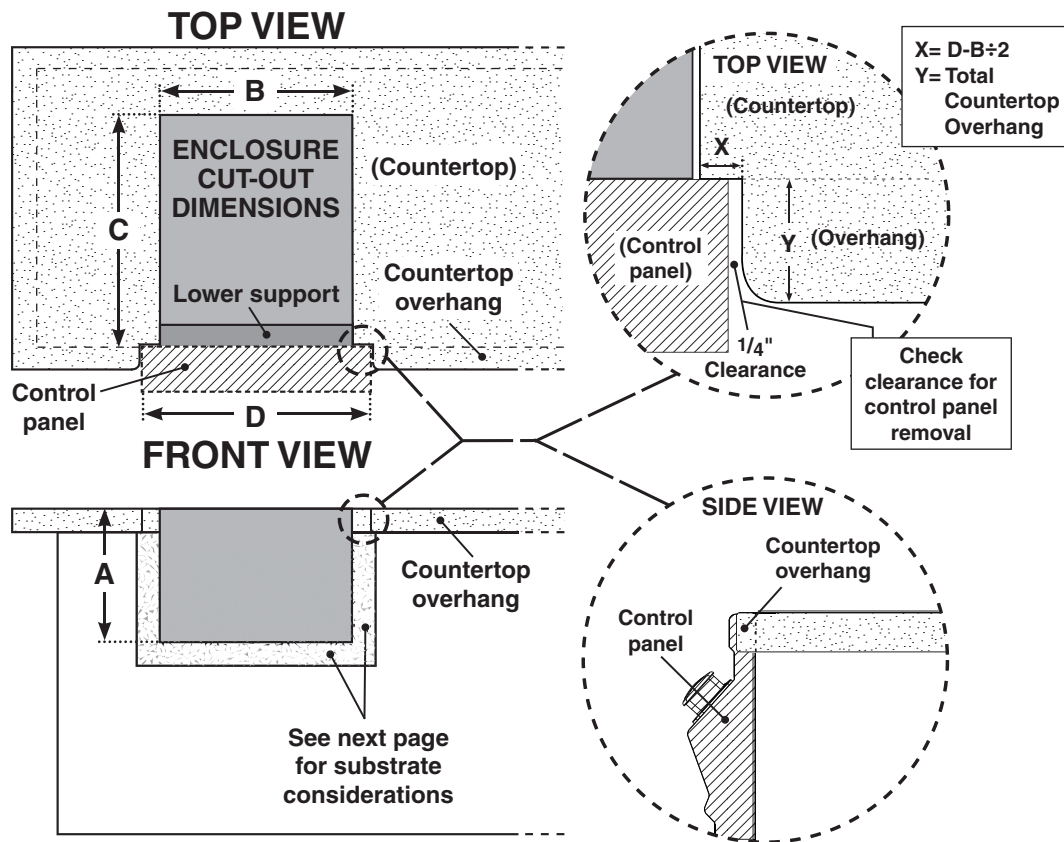 TOP VIEW
B
ENCLOSURE
CUT-OUT
DIMENSIONS
(Countertop)
C
Countertop
overhang
Lower support
Control
panel
D
TOP VIEW
(Countertop)
X
(Control
panel)
Y
(Overhang)
1/4"
Clearance
X= D-B÷2
Y= Total
Countertop
Overhang
Check
clearance for
control panel
removal
FRONT VIEW
A
Countertop
overhang
See next page
for substrate
considerations
SIDE VIEW
Countertop
overhang
Control
panel